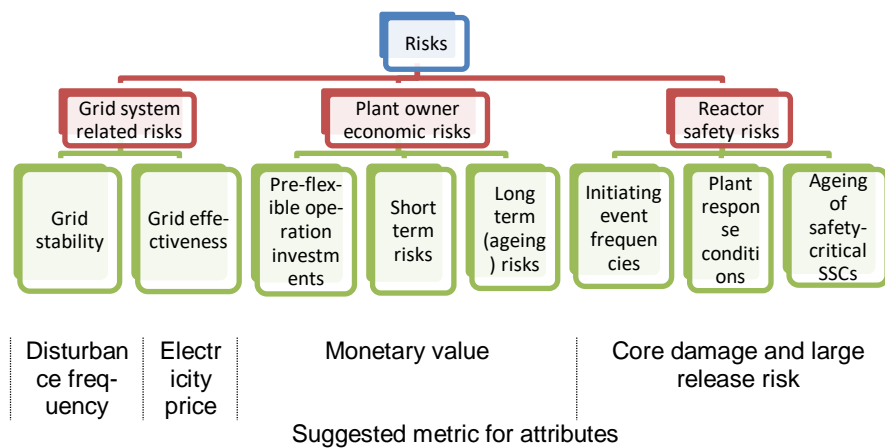 Risks
Grid system
related risks
Plant owner
economic risks
Reactor
safety risks
Grid
stability
Grid effe-
ctiveness
Pre-flex-
ible ope-
ration
investm
ents
Short
term
risks
Long
term
(ageing
) risks
Initiating
event
frequen
cies
Plant
respon
se
conditi
ons
Ageing
of
safety-
critical
SSCs
Disturban
ce freq-
uency
Electr
icity
price
Monetary value
Core damage and large
release risk
Suggested metric for attributes